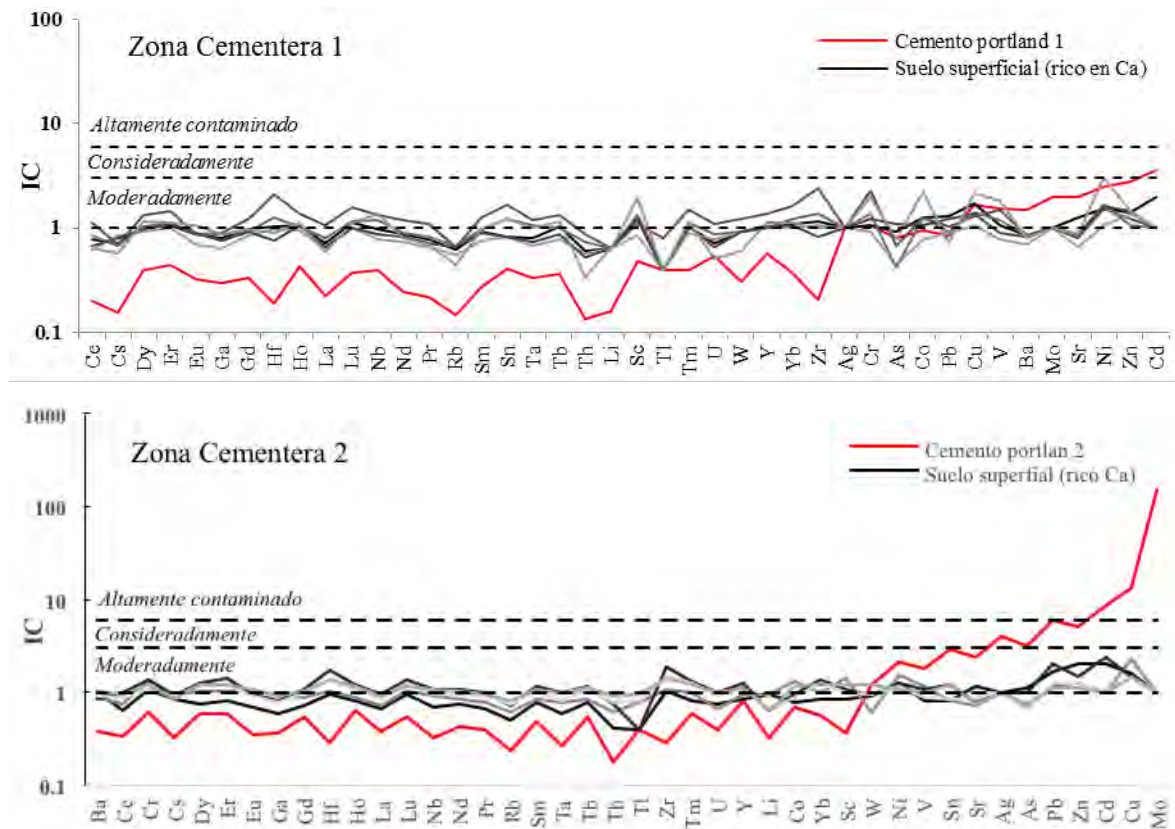 100
Zona Cementera 1
Cemento portland 1
Suelo superficial (rico en Ca)
10
Altamente contaminado
IC
Consideradamente
Moderadamente
1
0.1
Ce Cs Dy Er Eu Ga Gd Hf Ho La Lu Nb Nd Pr Rb Sm Sn Ta Tb Th Li Sc Tl Tm U W Y Yb Zr Ag Cr As Co Pb Cu V Ba Mo Sr Ni Zn Cd
1000
Zona Cementera 2
Cemento portlan 2
Suelo superfial (rico Ca)
100
10
Altamente contaminado
IC
Consideradamente
Moderadamente
1
0.1
Ba Ce Cr Cs Dy Er Eu Ga Gd Hf Ho La Lu Nb Nd Pr Rb Sm Ta Tb Th Tl Zr Tm U Y Li Co Yb Sc W Ni V Sn Sr Ag As Pb Zn Cd Cu Mo